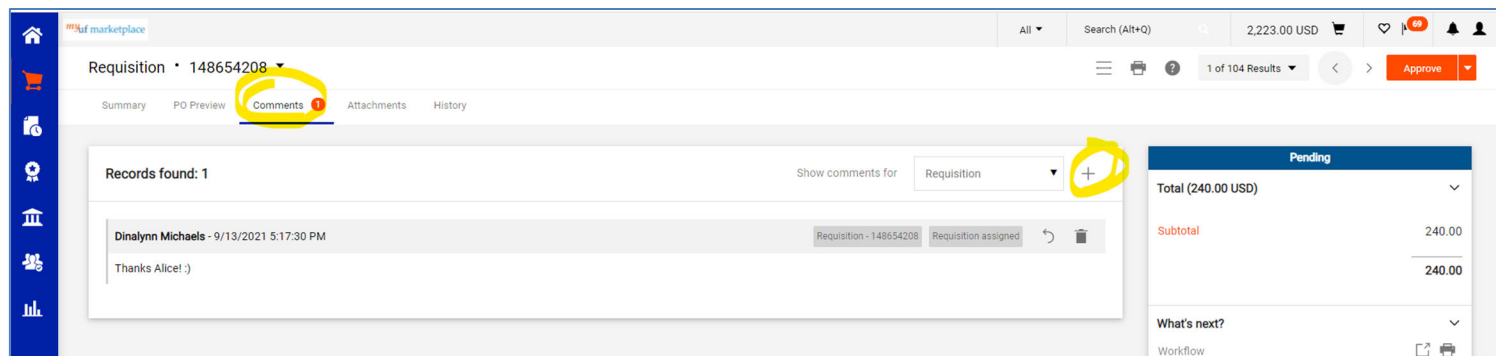 myuf marketplace All Search (Alt+Q) 2,223.00 USD 69
Requisition • 148654208 1 of 104 Results Approve
Summary PO Preview Comments 1 Attachments History
Records found: 1 Show comments for Requisition
Pending
Total (240.00 USD)
Dinalynn Michaels - 9/13/2021 5:17:30 PM Requisition - 148654208 Requisition assigned
Subtotal 240.00
Thanks Alice! :)
240.00
What's next?
Workflow